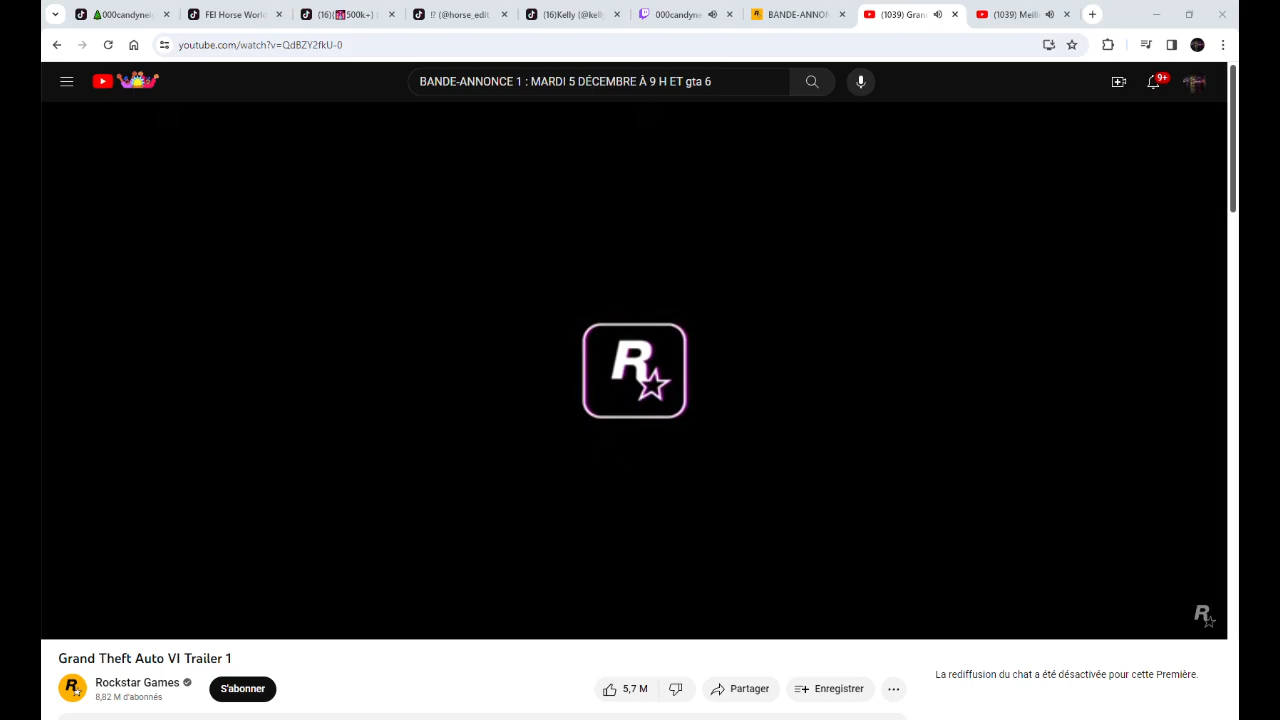 000candyne
FEI Horse World
(16)(500k+)
!? (@horse_edit
(16)Kelly (@kell
000candyne
BANDE-ANNON
(1039) Gran
(1039) Meill
youtube.com/watch?v=QdBZY2fkU-0
BANDE-ANNONCE 1 : MARDI 5 DÉCEMBRE À 9 H ET gta 6
9+
R
R
Grand Theft Auto VI Trailer 1
R
Rockstar Games
8,82 M d'abonnés
S'abonner
5,7 M
Partager
Enregistrer
La rediffusion du chat a été désactivée pour cette Première.